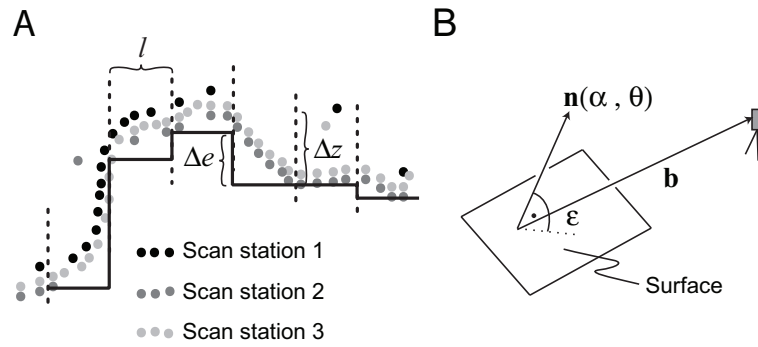 A
l
Δe
Δz
Scan station 1
Scan station 2
Scan station 3
B
n(α , θ)
b
ε
Surface